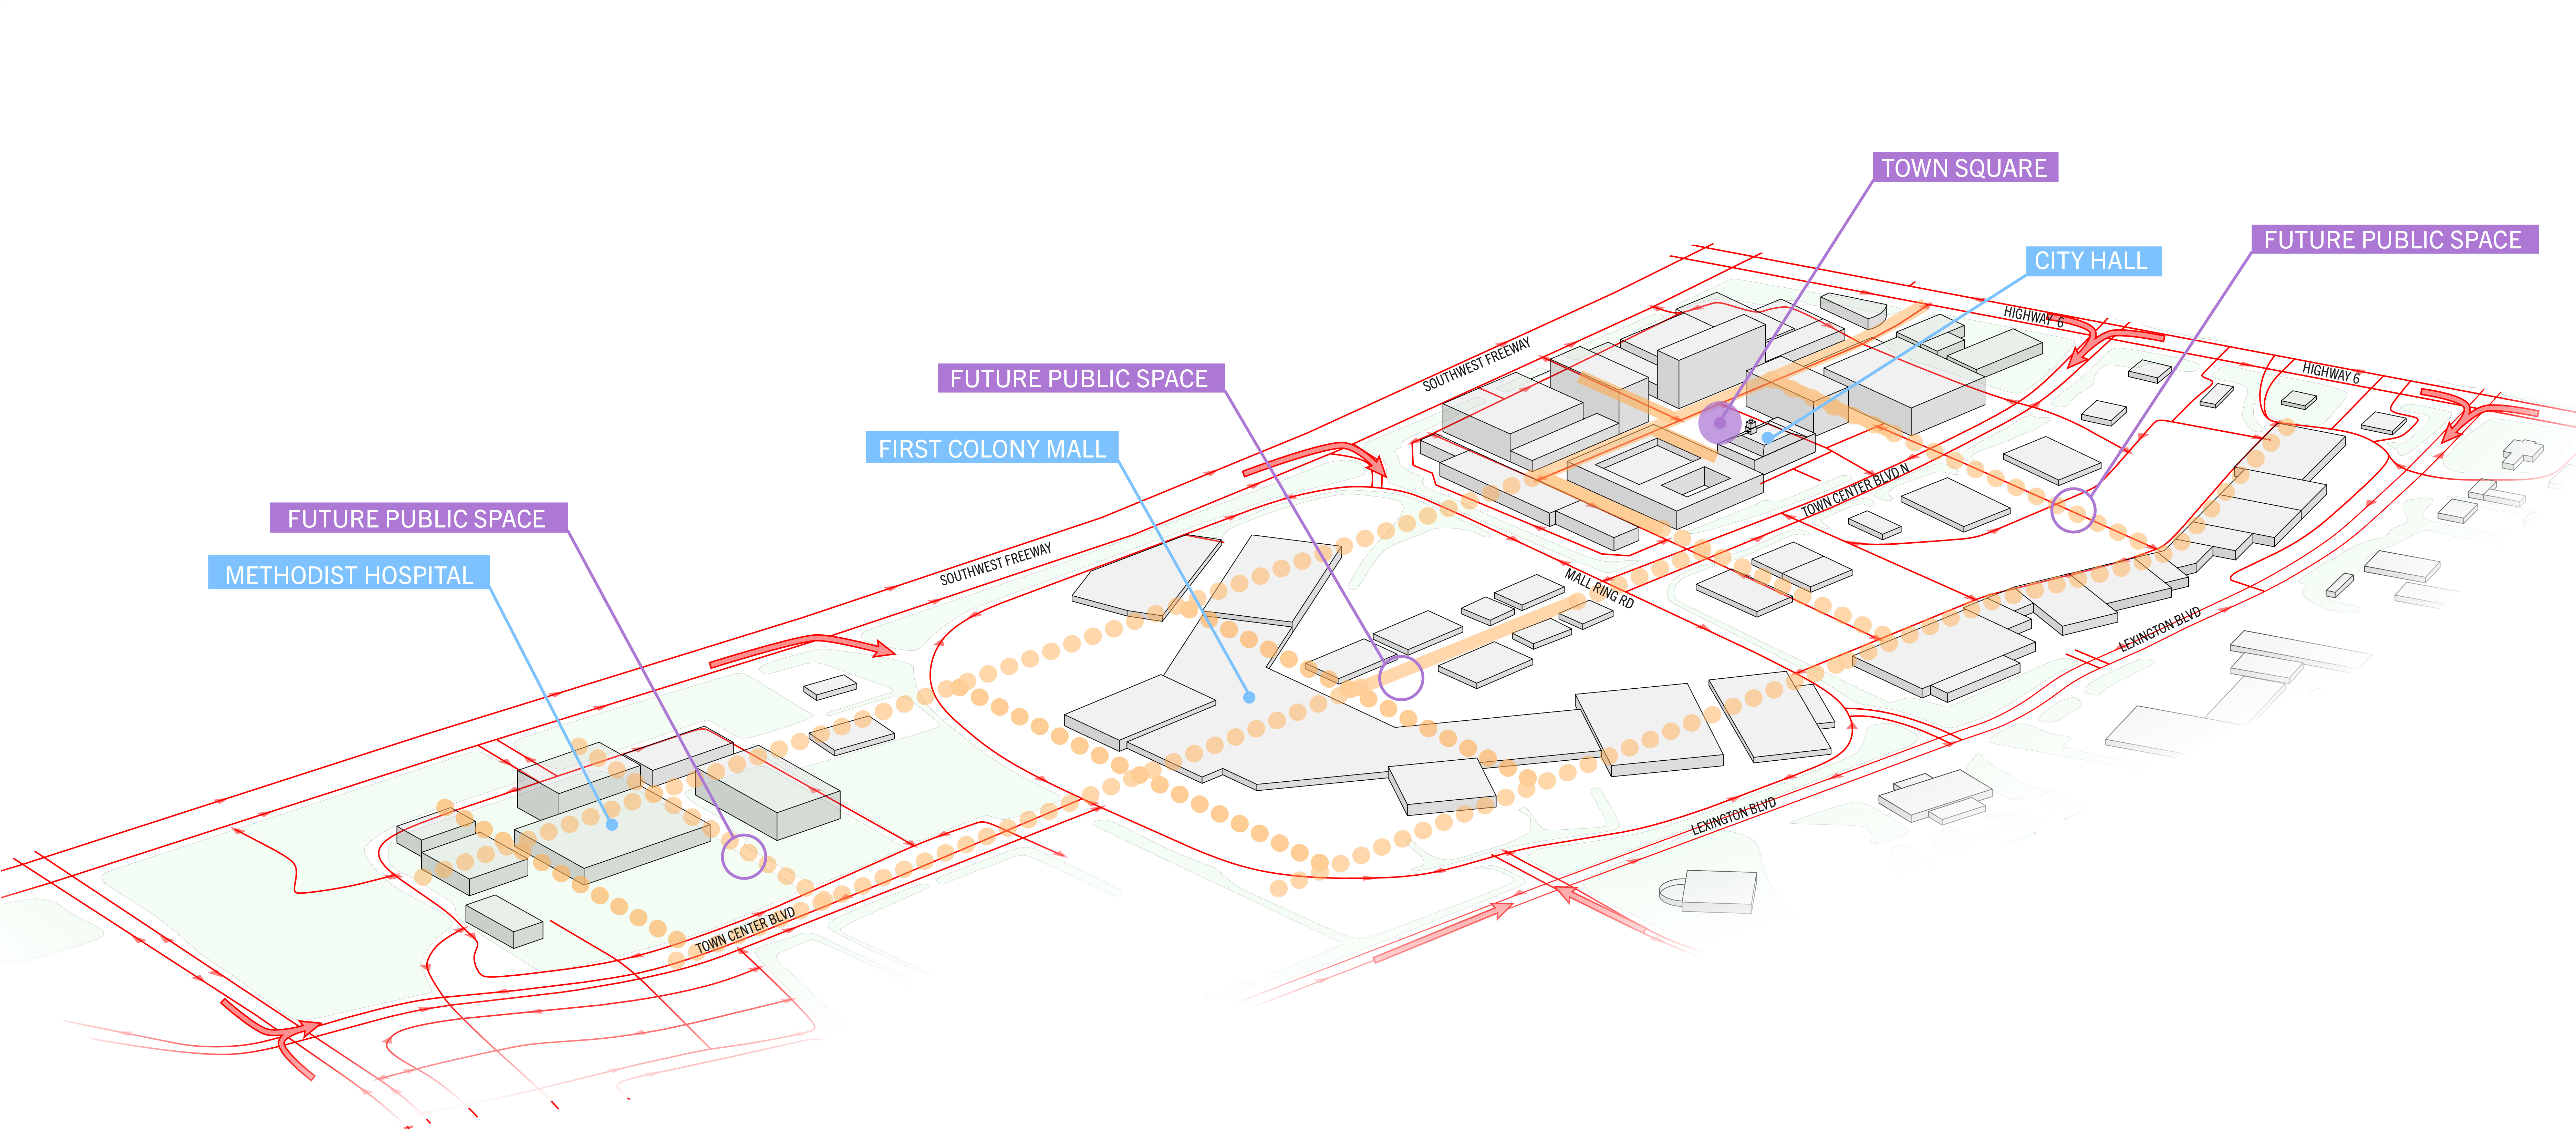 TOWN SQUARE
FUTURE PUBLIC SPACE
CITY HALL
HIGHWAY 6
HIGHWAY 6
SOUTHWEST FREEWAY
FUTURE PUBLIC SPACE
FIRST COLONY MALL
TOWN CENTER BLVD N
FUTURE PUBLIC SPACE
SOUTHWEST FREEWAY
METHODIST HOSPITAL
MALL RING RD
LEXINGTON BLVD
LEXINGTON BLVD
TOWN CENTER BLVD